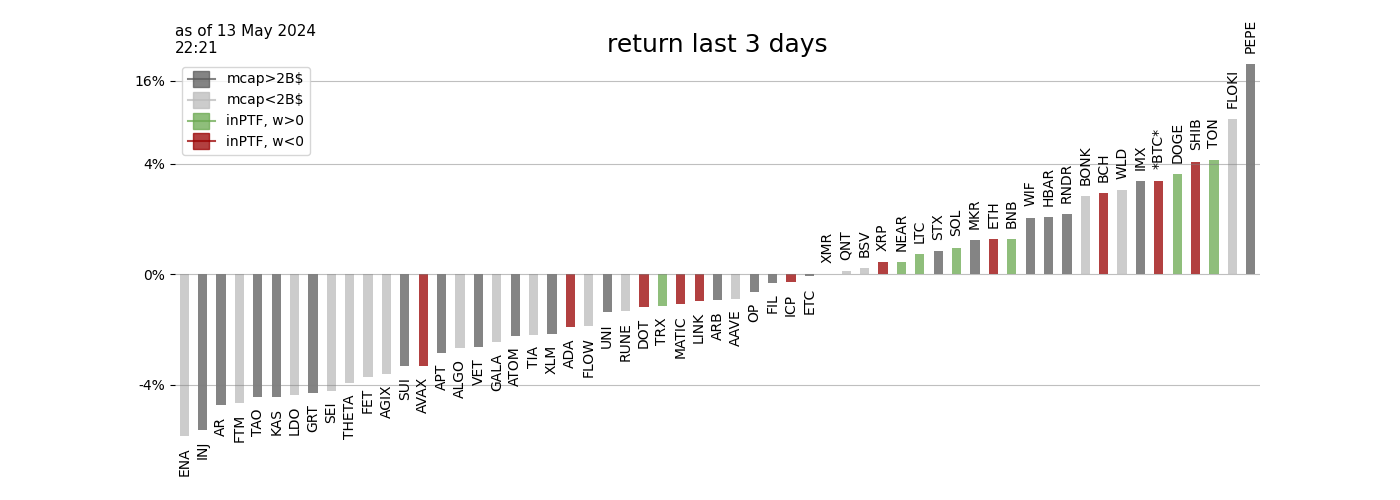 as of 13 May 2024
22:21
return last 3 days
mcap>2B$
mcap<2B$
inPTF, w>0
inPTF, w<0
16%
4%
0%
-4%
ENA
INJ
AR
FTM
TAO
KAS
LDO
GRT
SEI
THETA
FET
AGIX
SUI
AVAX
APT
ALGO
VET
GALA
ATOM
TIA
XLM
ADA
FLOW
UNI
RUNE
DOT
TRX
MATIC
LINK
ARB
AAVE
OP
FIL
ICP
ETC
XMR
QNT
BSV
XRP
NEAR
LTC
STX
SOL
MKR
ETH
BNB
WIF
HBAR
RNDR
BONK
BCH
WLD
IMX
*BTC*
DOGE
SHIB
TON
FLOKI
PEPE